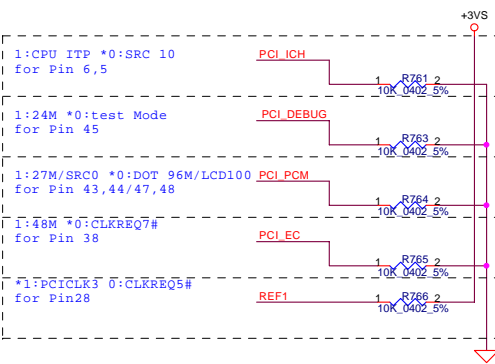 +3VS
1:CPU ITP *0:SRC 10
for Pin 6,5
PCI_ICH
1 R761 2
10K_0402_5%
1:24M *0:test Mode
for Pin 45
PCI_DEBUG
1 R763 2
10K_0402_5%
1:27M/SRC0 *0:DOT 96M/LCD100
for Pin 43,44/47,48
PCI_PCM
1 R764 2
10K_0402_5%
1:48M *0:CLKREQ7#
for Pin 38
PCI_EC
1 R765 2
10K_0402_5%
*1:PCICLK3 0:CLKREQ5#
for Pin28
REF1
1 R766 2
10K_0402_5%